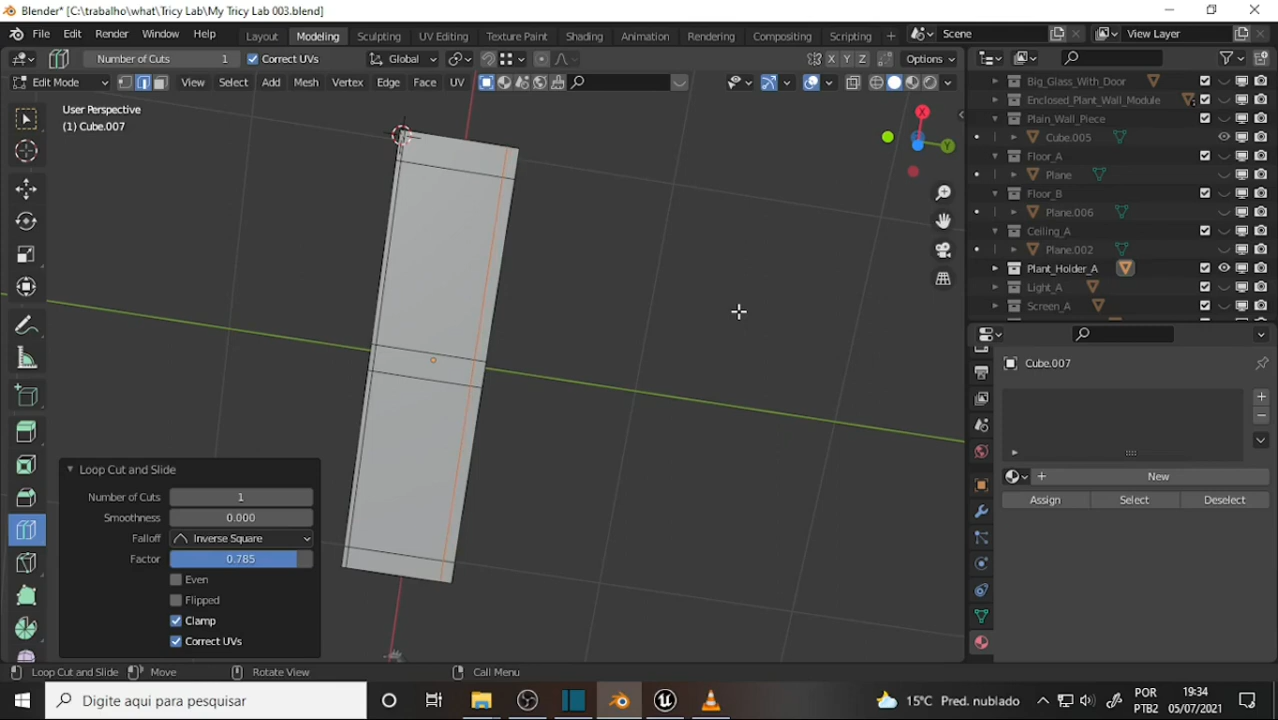 Blender* [C:\trabalho\what\Tricy Lab\My Tricy Lab 003.blend]
File Edit Render Window Help Layout Modeling Sculpting UV Editing Texture Paint Shading Animation Rendering Compositing Scripting + Scene View Layer
Number of Cuts 1 Correct UVs Global X Y Z Options
Edit Mode View Select Add Mesh Vertex Edge Face UV
User Perspective
(1) Cube.007
X
Y
Big_Glass_With_Door
Enclosed_Plant_Wall_Module
Plain_Wall_Piece
Cube.005
Floor_A
Plane
Floor_B
Plane.006
Ceiling_A
Plane.002
Plant_Holder_A
Light_A
Screen_A
Cube.007
New
Assign Select Deselect
Loop Cut and Slide
Number of Cuts 1
Smoothness 0.000
Falloff Inverse Square
Factor 0.785
Even
Flipped
Clamp
Correct UVs
Loop Cut and Slide Move Rotate View Call Menu
Digite aqui para pesquisar 15°C Pred. nublado POR PTB2 19:34 05/07/2021